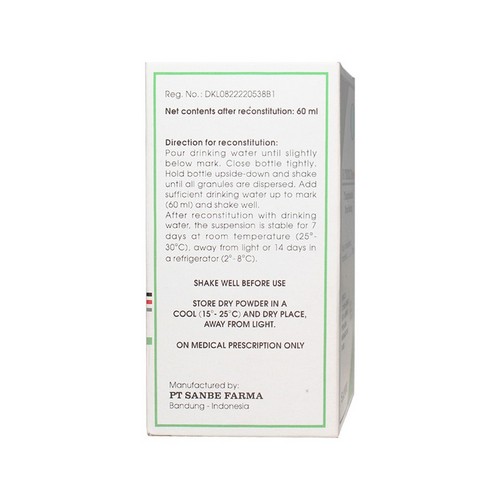 Reg. No.: DKL0822220538B1
Net contents after reconstitution: 60 ml
Direction for reconstitution:
Pour drinking water until slightly
below mark. Close bottle tightly.
Hold bottle upside-down and shake
until all granules are dispersed. Add
sufficient drinking water up to mark
(60 ml) and shake well.
After reconstitution with drinking
water, the suspension is stable for 7
days at room temperature (25°-
30°C), away from light or 14 days in
a refrigerator (2°- 8°C).
SHAKE WELL BEFORE USE
STORE DRY POWDER IN A
COOL (15°- 25°C) AND DRY PLACE,
AWAY FROM LIGHT.
ON MEDICAL PRESCRIPTION ONLY
Manufactured by:
PT SANBE FARMA
Bandung - Indonesia